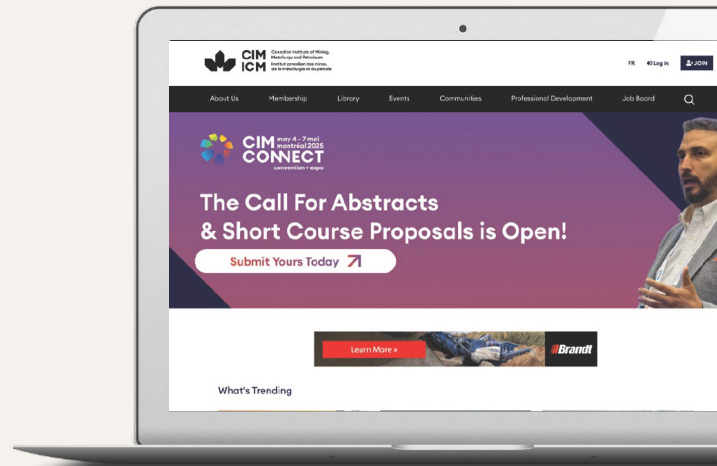 CIM
ICM
Canadian Institute of Mining,
Metallurgy and Petroleum
Institut canadien des mines,
de la métallurgie et du pétrole
FR Log in JOIN
About Us Membership Library Events Communities Professional Development Job Board
CIM may 4 - 7 mai
montréal 2025
CONNECT
convention + expo
The Call For Abstracts
& Short Course Proposals is Open!
Submit Yours Today
Learn More »
Brandt
What's Trending